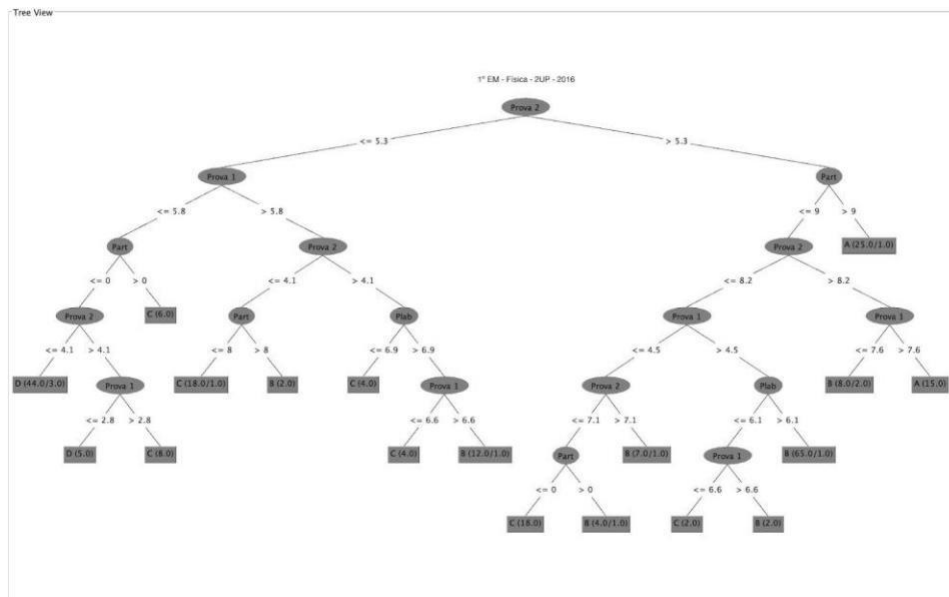 Tree View
1º EM - Física - 2UP - 2016
Prova 2
<= 5.3 > 5.3
Prova 1 Part
<= 5.8 > 5.8 <= 9 > 9
Part Prova 2 Prova 2 A (25.0/1.0)
<= 0 > 0 <= 4.1 > 4.1 <= 8.2 > 8.2
Prova 2 C (6.0) Part Plab Prova 1 Prova 1
<= 4.1 > 4.1 <= 8 > 8 <= 6.9 > 6.9 <= 4.5 > 4.5 <= 7.6 > 7.6
D (44.0/3.0) Prova 1 C (18.0/1.0) B (2.0) C (4.0) Prova 1 Prova 2 Plab B (8.0/2.0) A (15.0)
<= 2.8 > 2.8 <= 6.6 > 6.6 <= 7.1 > 7.1 <= 6.1 > 6.1
D (5.0) C (8.0) C (4.0) B (12.0/1.0) Part B (7.0/1.0) Prova 1 B (65.0/1.0)
<= 0 > 0 <= 6.6 > 6.6
C (18.0) B (4.0/1.0) C (2.0) B (2.0)